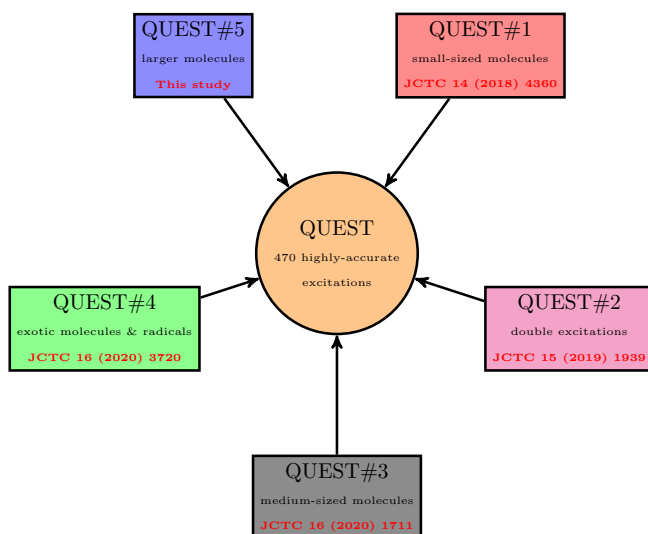 QUEST#5
larger molecules
This study
QUEST#1
small-sized molecules
JCTC 14 (2018) 4360
QUEST
470 highly-accurate
excitations
QUEST#4
exotic molecules & radicals
JCTC 16 (2020) 3720
QUEST#2
double excitations
JCTC 15 (2019) 1939
QUEST#3
medium-sized molecules
JCTC 16 (2020) 1711